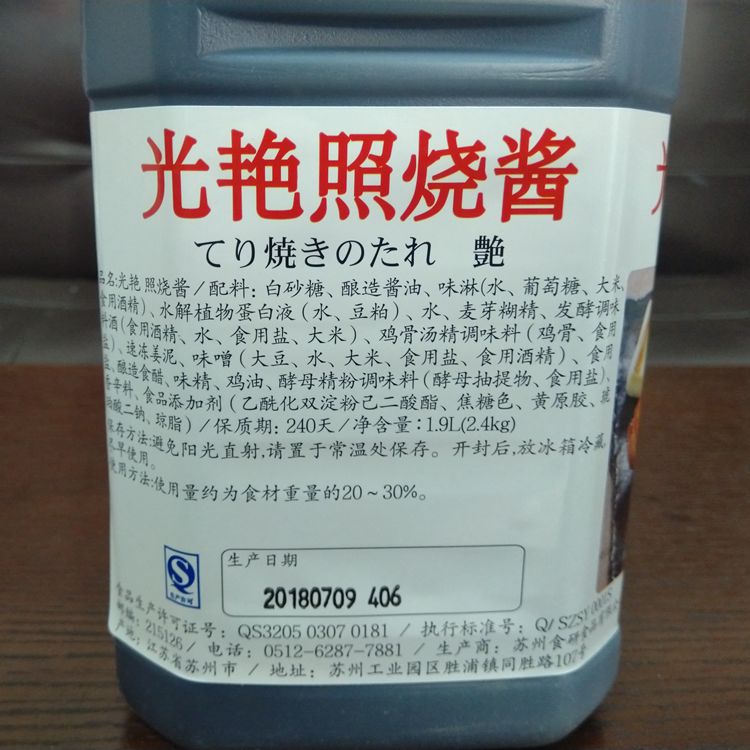 光艳照烧酱
てり焼きのたれ 艶
品名:光艳 照烧酱/配料: 白砂糖、酿造酱油、味淋(水、葡萄糖、大米、
食用酒精)、水解植物蛋白液(水、豆粕)、水、麦芽糊精、发酵调味
料酒(食用酒精、水、食用盐、大米)、鸡骨汤精调味料(鸡骨、食用
盐)、速冻姜泥、味噌(大豆、水、大米、食用盐、食用酒精)、食用
盐、酿造食醋、味精、鸡油、酵母精粉调味料(酵母抽提物、食用盐)、
香辛料、食品添加剂(乙酰化双淀粉己二酸酯、焦糖色、黄原胶、琥
珀酸二钠、琼脂)/保质期: 240天/净含量: 1.9L(2.4kg)
保存方法:避免阳光直射,请置于常温处保存。开封后,放冰箱冷藏,
尽早使用。
使用方法:使用量约为食材重量的20~30%。
生产日期
20180709 406
生产许可
食品生产许可证号: QS3205 0307 0181 / 执行标准号: Q/ SZSY 0001S
邮编: 215126/ 电话: 0512-6287-7881 / 生产商: 苏州食研食品有限公
产地: 江苏省苏州市 / 地址: 苏州工业园区胜浦镇同胜路107号